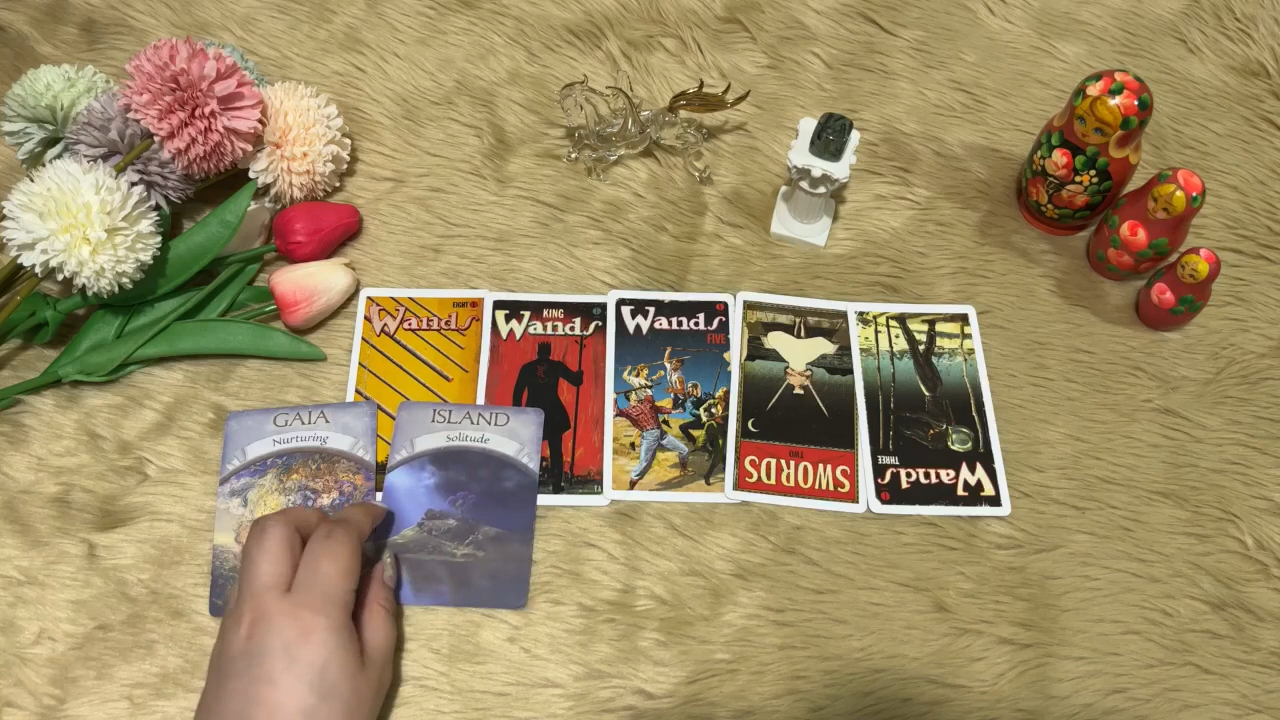 EIGHT
Wands
KING
Wands
Wands
FIVE
SWORDS
TWO
Wands
THREE
GAIA
Nurturing
ISLAND
Solitude